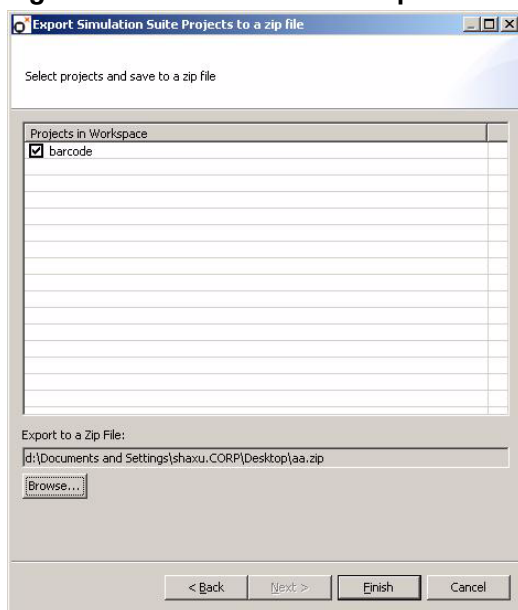 Export Simulation Suite Projects to a zip file
Select projects and save to a zip file
Projects in Workspace
barcode
Export to a Zip File:
d:\Documents and Settings\shaxu.CORP\Desktop\aa.zip
Browse...
< Back Next > Finish Cancel